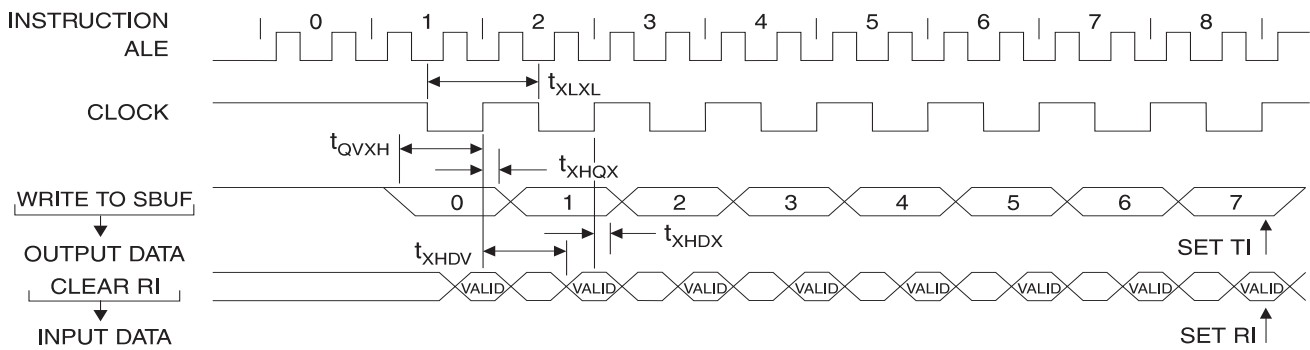 INSTRUCTION 0 1 2 3 4 5 6 7 8
ALE
tXLXL
CLOCK
tQVXH
tXHQX
WRITE TO SBUF 0 1 2 3 4 5 6 7
OUTPUT DATA tXHDV tXHDX SET TI
CLEAR RI VALID VALID VALID VALID VALID VALID VALID VALID
INPUT DATA SET RI